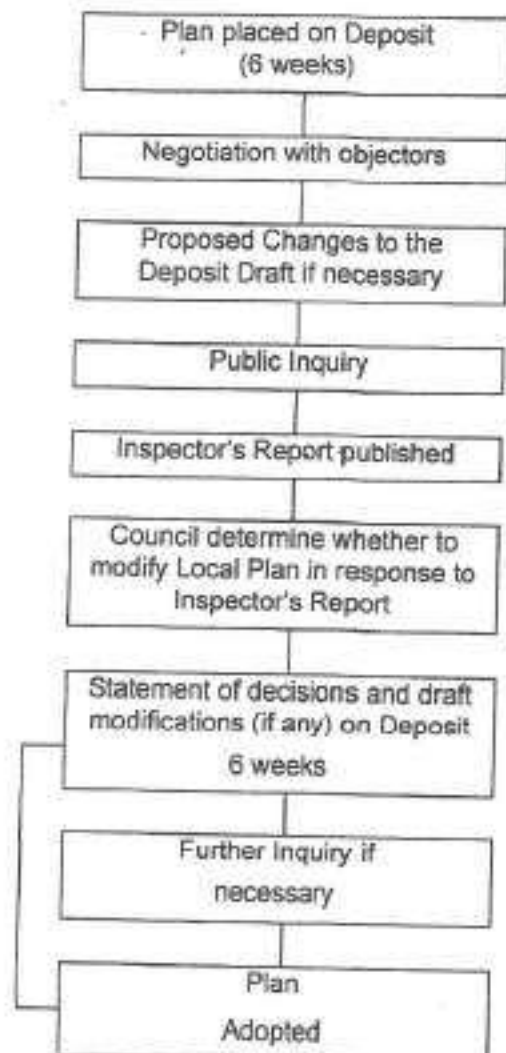 Plan placed on Deposit
(6 weeks)
Negotiation with objectors
Proposed Changes to the
Deposit Draft if necessary
Public Inquiry
Inspector's Report published
Council determine whether to
modify Local Plan in response to
Inspector's Report
Statement of decisions and draft
modifications (if any) on Deposit
6 weeks
Further Inquiry if
necessary
Plan
Adopted